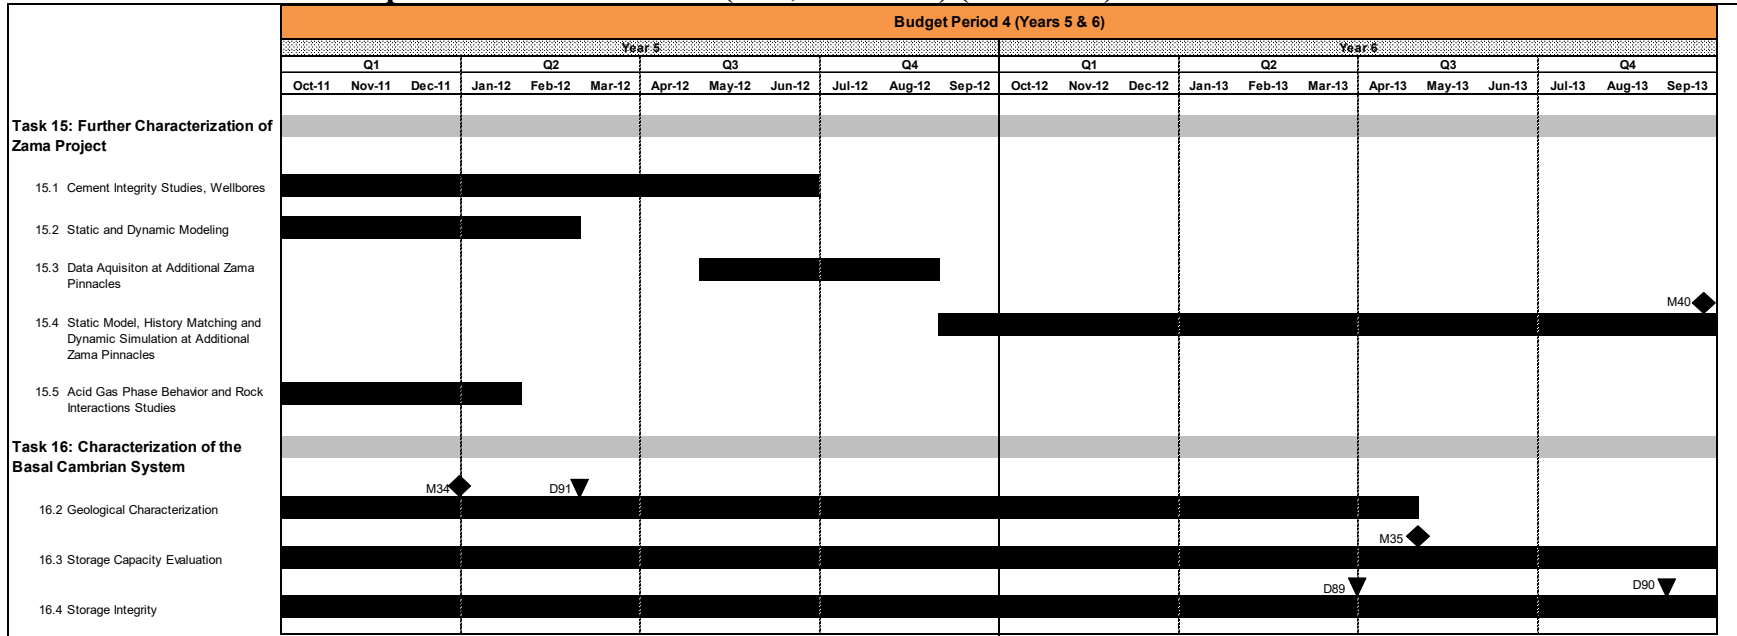 Budget Period 4 (Years 5 & 6)
Year 5 Year 6
Q1 Q2 Q3 Q4 Q1 Q2 Q3 Q4
Oct-11 Nov-11 Dec-11 Jan-12 Feb-12 Mar-12 Apr-12 May-12 Jun-12 Jul-12 Aug-12 Sep-12 Oct-12 Nov-12 Dec-12 Jan-13 Feb-13 Mar-13 Apr-13 May-13 Jun-13 Jul-13 Aug-13 Sep-13
Task 15: Further Characterization of
Zama Project
15.1 Cement Integrity Studies, Wellbores
15.2 Static and Dynamic Modeling
15.3 Data Aquisiton at Additional Zama
Pinnacles
M40
15.4 Static Model, History Matching and
Dynamic Simulation at Additional
Zama Pinnacles
15.5 Acid Gas Phase Behavior and Rock
Interactions Studies
Task 16: Characterization of the
Basal Cambrian System
M34 D91
16.2 Geological Characterization
M35
16.3 Storage Capacity Evaluation
D89 D90
16.4 Storage Integrity